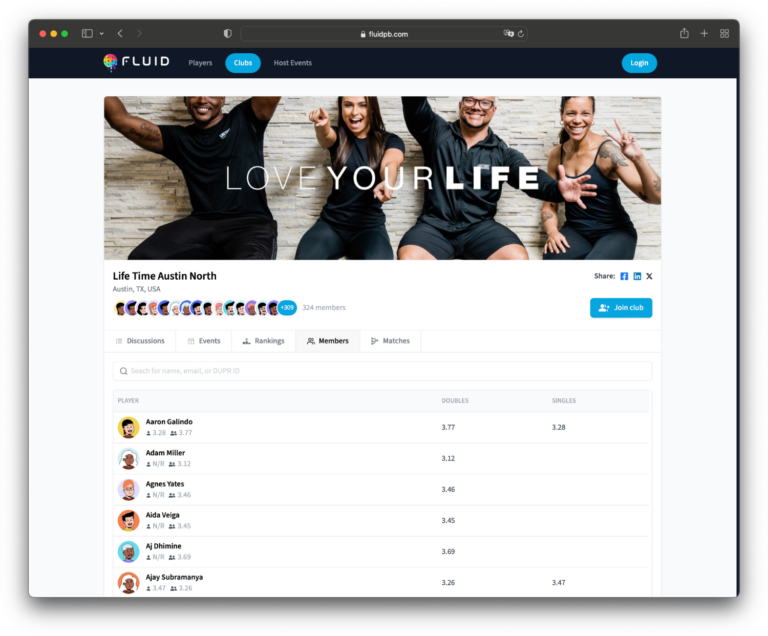 fluidpb.com
FLUID
Players
Clubs
Host Events
Login
LOVE YOUR LIFE
Life Time Austin North
Share:
Austin, TX, USA
+309
324 members
Join club
Discussions
Events
Rankings
Members
Matches
Seach for name, email, or DUPR ID
PLAYER DOUBLES SINGLES
Aaron Galindo
3.28 3.77
3.77 3.28
Adam Miller
N/R 3.12
3.12
Agnes Yates
N/R 3.46
3.46
Aida Veiga
N/R 3.45
3.45
Aj Dhimine
N/R 3.69
3.69
Ajay Subramanya
3.47 3.26
3.26 3.47